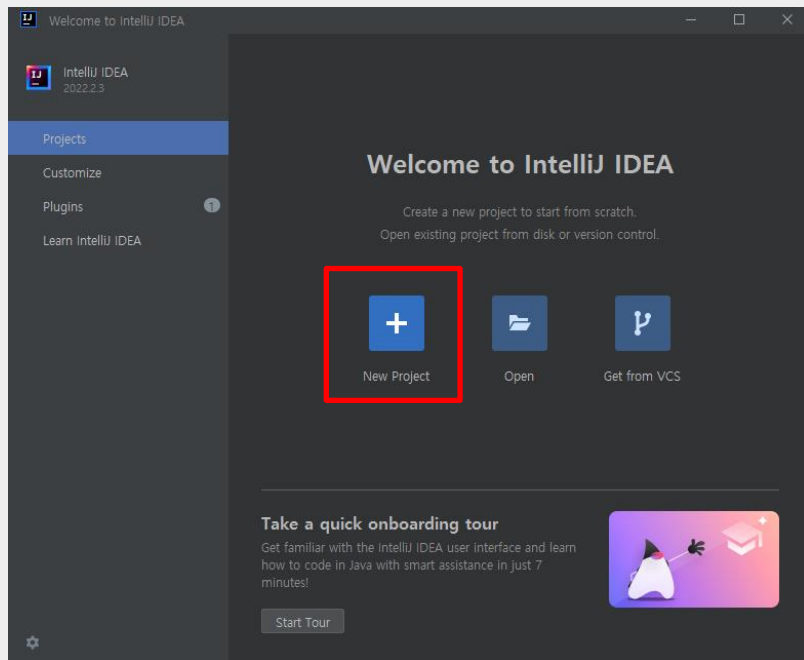 Welcome to IntelliJ IDEA
IntelliJ IDEA
2022.2.3
Projects
Customize
Plugins
1
Learn IntelliJ IDEA
Welcome to IntelliJ IDEA
Create a new project to start from scratch.
Open existing project from disk or version control.
New Project
Open
Get from VCS
Take a quick onboarding tour
Get familiar with the IntelliJ IDEA user interface and learn
how to code in Java with smart assistance in just 7
minutes!
Start Tour